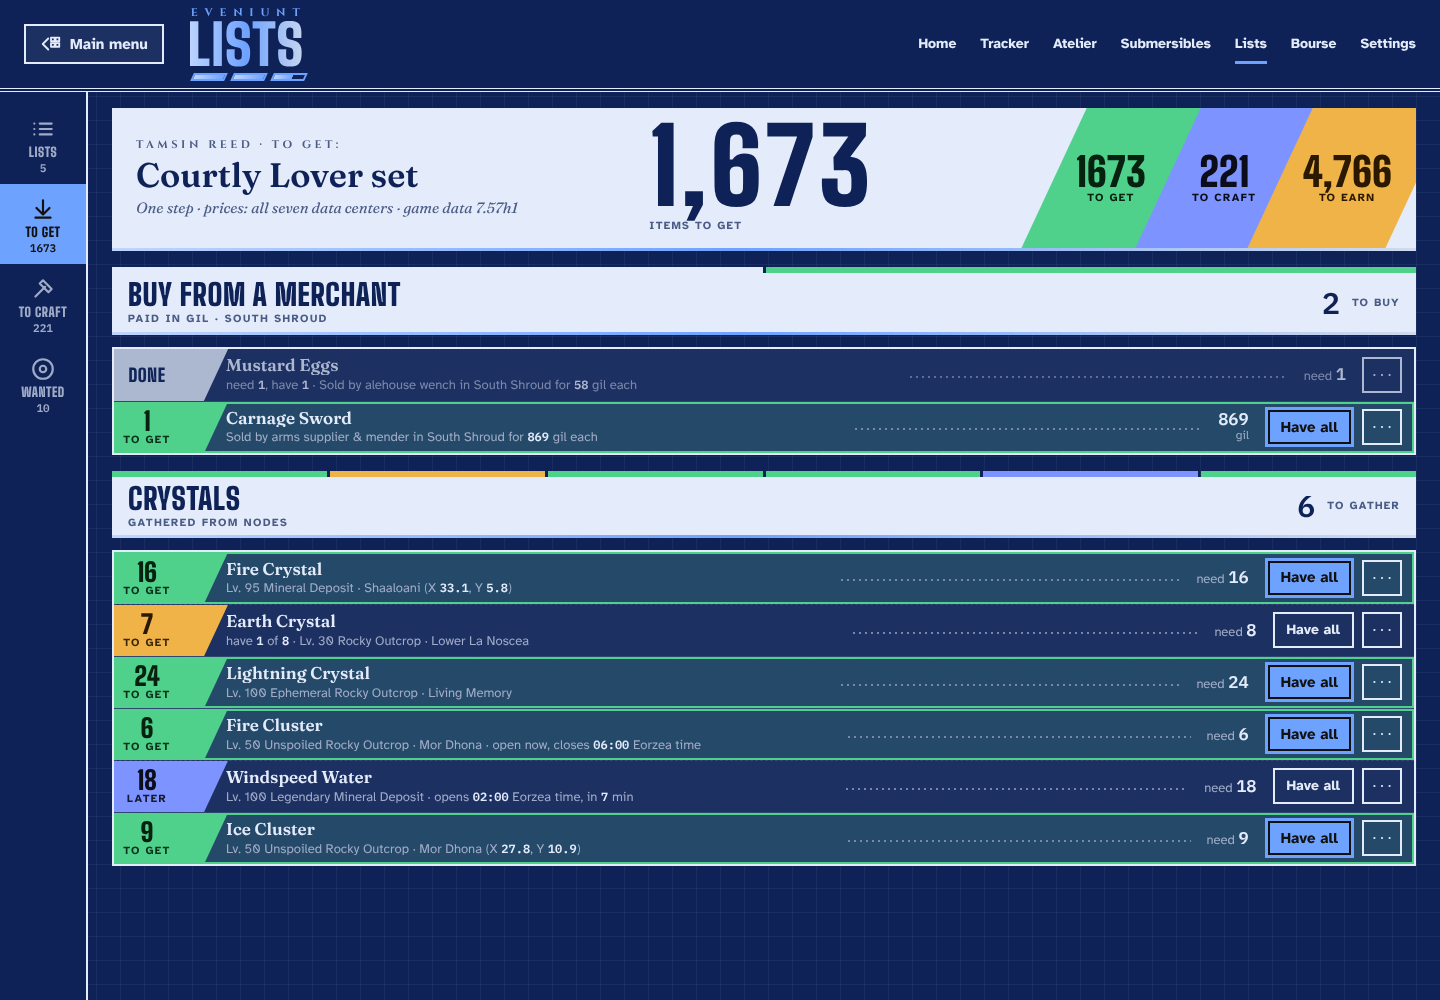 Main menu
EVENIUNT
LISTS
Home
Tracker
Atelier
Submersibles
Lists
Bourse
Settings
LISTS
5
TO GET
1673
TO CRAFT
221
WANTED
10
TAMSIN REED · TO GET:
Courtly Lover set
One step · prices: all seven data centers · game data 7.57h1
1,673
ITEMS TO GET
1673
TO GET
221
TO CRAFT
4,766
TO EARN
BUY FROM A MERCHANT
PAID IN GIL · SOUTH SHROUD
2 TO BUY
DONE
Mustard Eggs
need 1, have 1 · Sold by alehouse wench in South Shroud for 58 gil each
need 1
···
1
TO GET
Carnage Sword
Sold by arms supplier & mender in South Shroud for 869 gil each
869
gil
Have all
···
CRYSTALS
GATHERED FROM NODES
6 TO GATHER
16
TO GET
Fire Crystal
Lv. 95 Mineral Deposit · Shaaloani (X 33.1, Y 5.8)
need 16
Have all
···
7
TO GET
Earth Crystal
have 1 of 8 · Lv. 30 Rocky Outcrop · Lower La Noscea
need 8
Have all
···
24
TO GET
Lightning Crystal
Lv. 100 Ephemeral Rocky Outcrop · Living Memory
need 24
Have all
···
6
TO GET
Fire Cluster
Lv. 50 Unspoiled Rocky Outcrop · Mor Dhona · open now, closes 06:00 Eorzea time
need 6
Have all
···
18
LATER
Windspeed Water
Lv. 100 Legendary Mineral Deposit · opens 02:00 Eorzea time, in 7 min
need 18
Have all
···
9
TO GET
Ice Cluster
Lv. 50 Unspoiled Rocky Outcrop · Mor Dhona (X 27.8, Y 10.9)
need 9
Have all
···